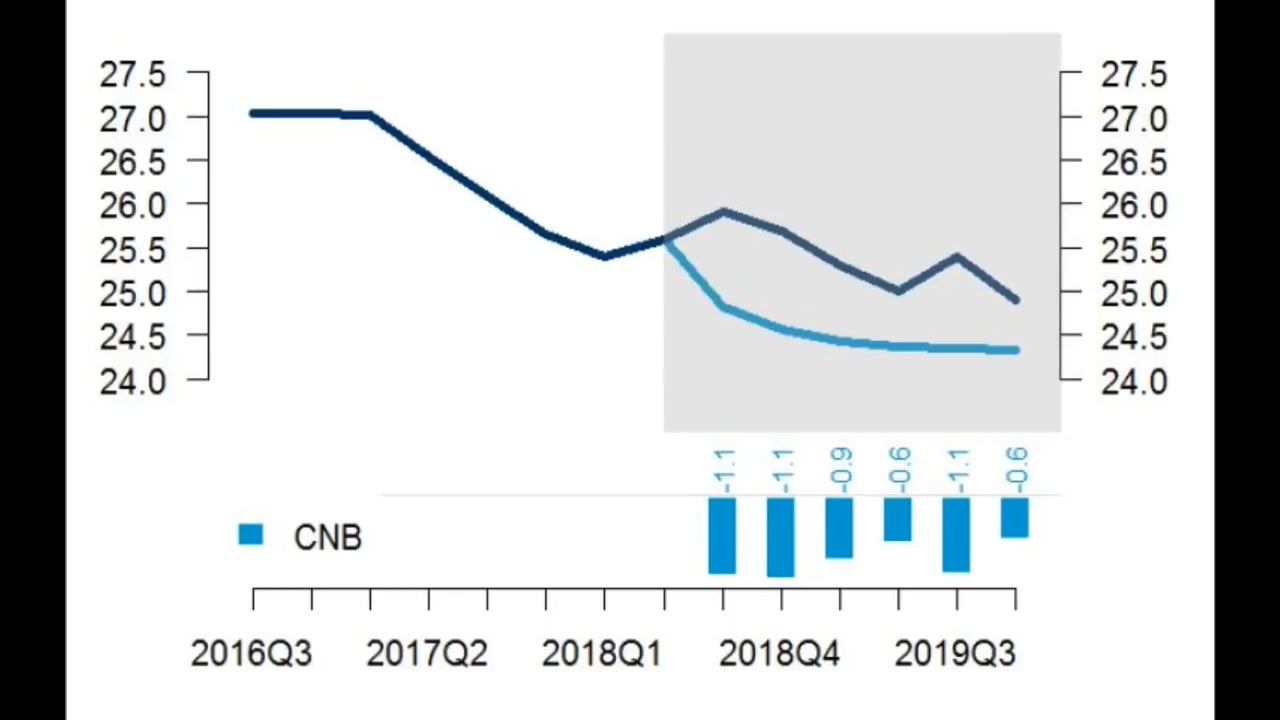 27.5 27.5
27.0 27.0
26.5 26.5
26.0 26.0
25.5 25.5
25.0 25.0
24.5 24.5
24.0 24.0
-1.1 -1.1 -0.9 -0.6 -1.1 -0.6
CNB
2016Q3 2017Q2 2018Q1 2018Q4 2019Q3